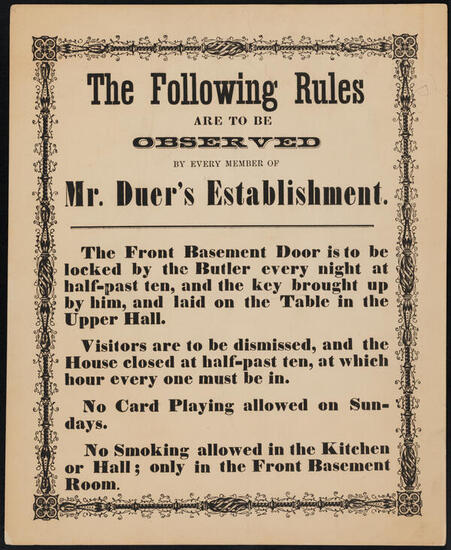 The Following Rules
ARE TO BE
OBSERVED
BY EVERY MEMBER OF
Mr. Duer's Establishment.
The Front Basement Door is to be
locked by the Butler every night at
half-past ten, and the key brought up
by him, and laid on the Table in the
Upper Hall.
Visitors are to be dismissed, and the
House closed at half-past ten, at which
hour every one must be in.
No Card Playing allowed on Sun-
days.
No Smoking allowed in the Kitchen
or Hall; only in the Front Basement
Room.